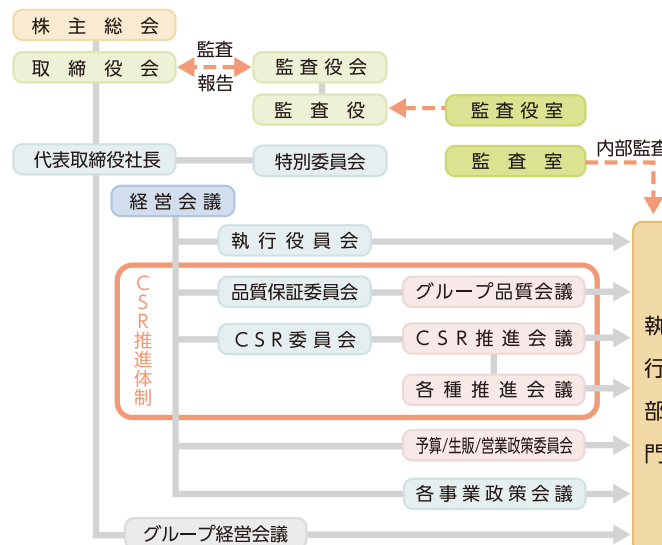 株主総会
取締役会
監査
報告
監査役会
監査役
監査役室
代表取締役社長
特別委員会
監査室
内部監査
経営会議
執行役員会
CSR推進体制
品質保証委員会
グループ品質会議
CSR委員会
CSR推進会議
各種推進会議
予算/生販/営業政策委員会
各事業政策会議
グループ経営会議
執行部門